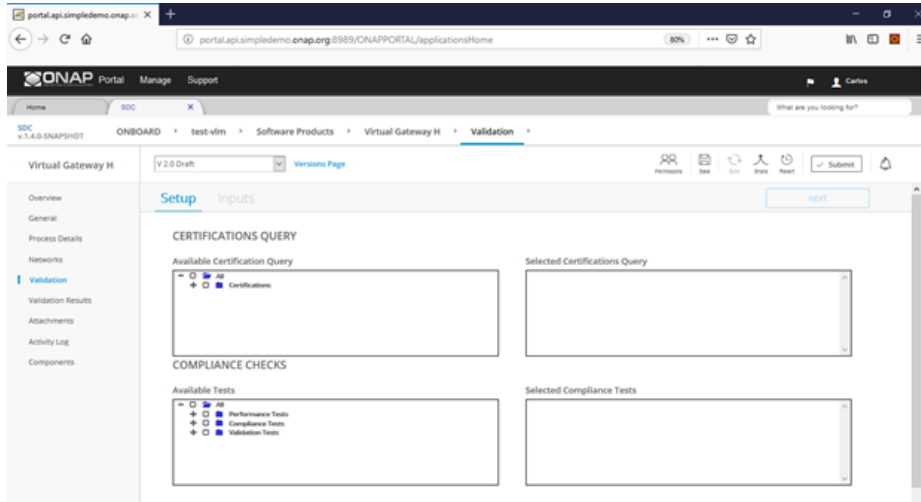 portal.api.simpledemo.onap.or
portal.api.simpledemo.onap.org:8989/ONAPPORTAL/applicationsHome 80%
ONAP Portal Manage Support Carlos
Home SDC What are you looking for?
SDC
v.1.4.0-SNAPSHOT
ONBOARD test-vlm Software Products Virtual Gateway H Validation
Virtual Gateway H
V 2.0 Draft Versions Page
Permissions Save Sync Share Revert Submit
Overview
General
Process Details
Networks
Validation
Validation Results
Attachments
Activity Log
Components
Setup Inputs NEXT
CERTIFICATIONS QUERY
Available Certification Query Selected Certifications Query
All
Certifications
COMPLIANCE CHECKS
Available Tests Selected Compliance Tests
All
Performance Tests
Compliance Tests
Validation Tests